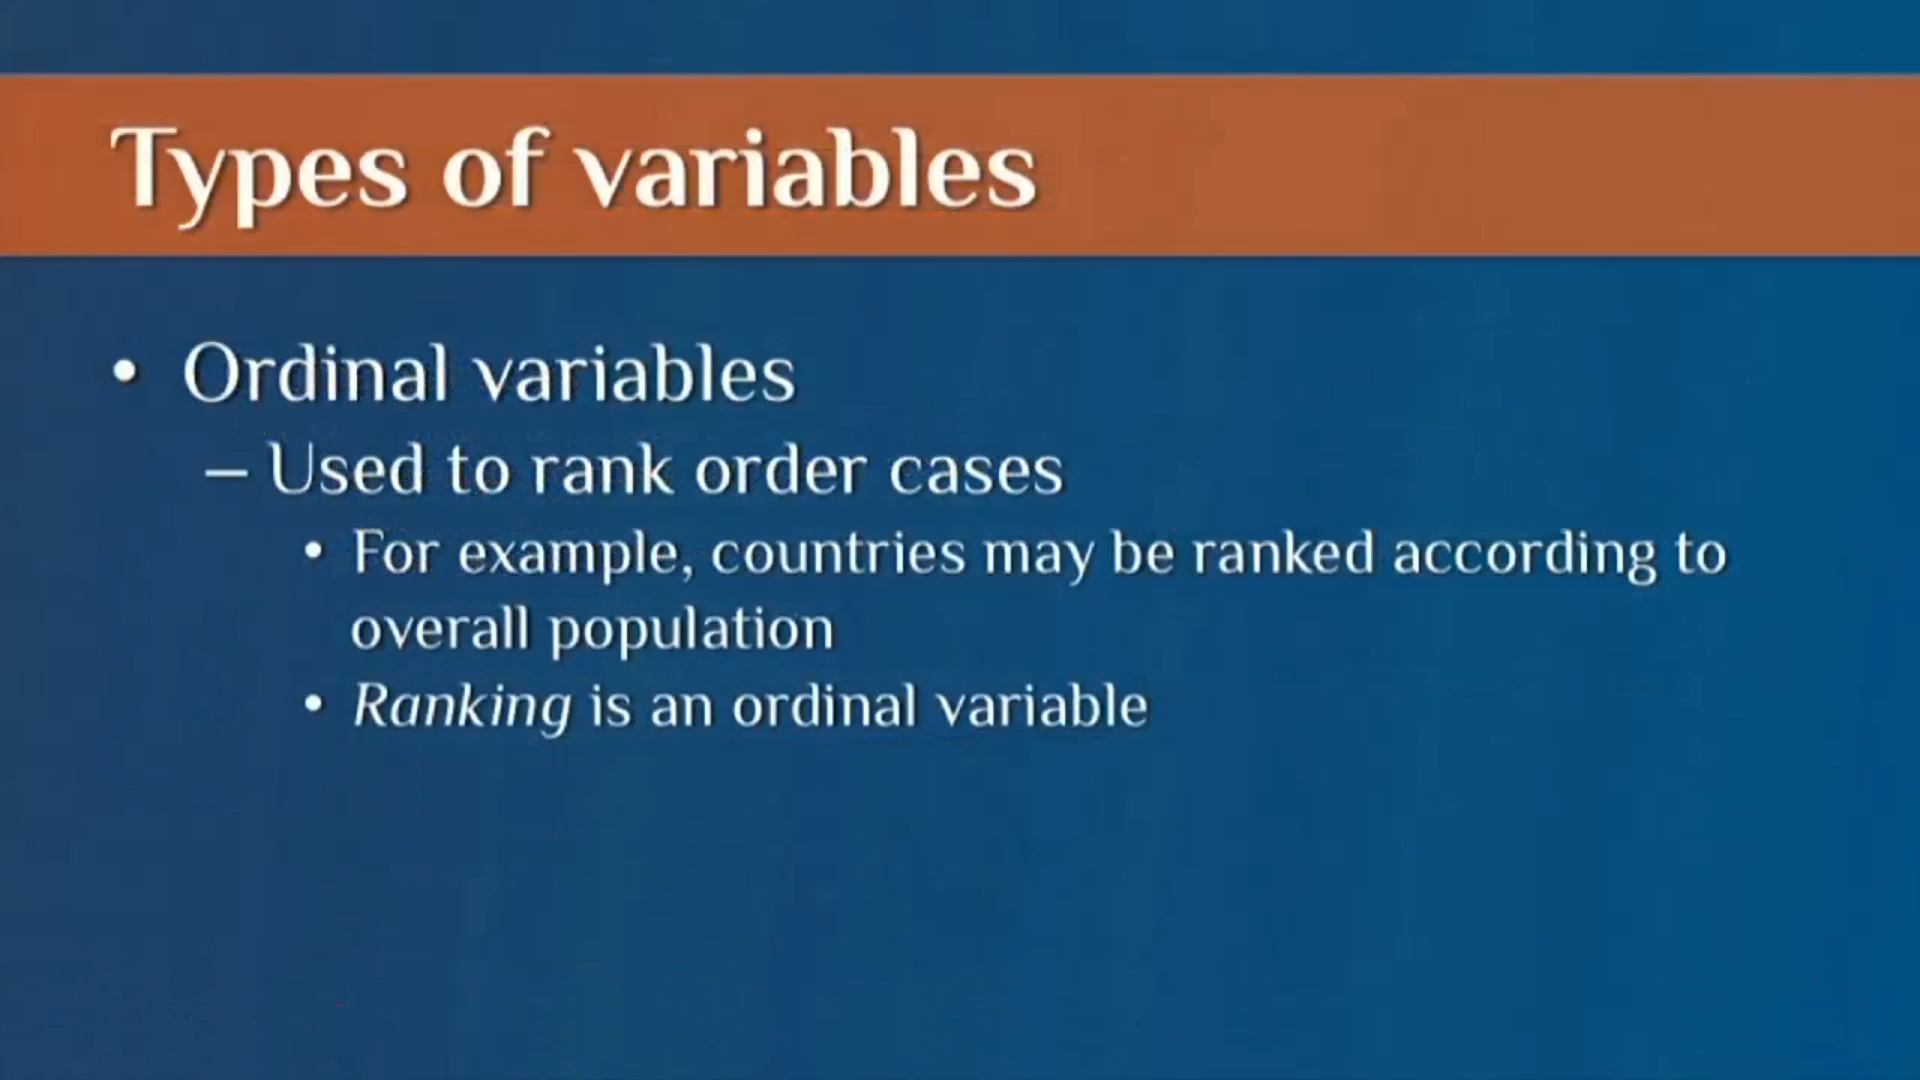 Types of variables
• Ordinal variables
– Used to rank order cases
• For example, countries may be ranked according to
overall population
• Ranking is an ordinal variable